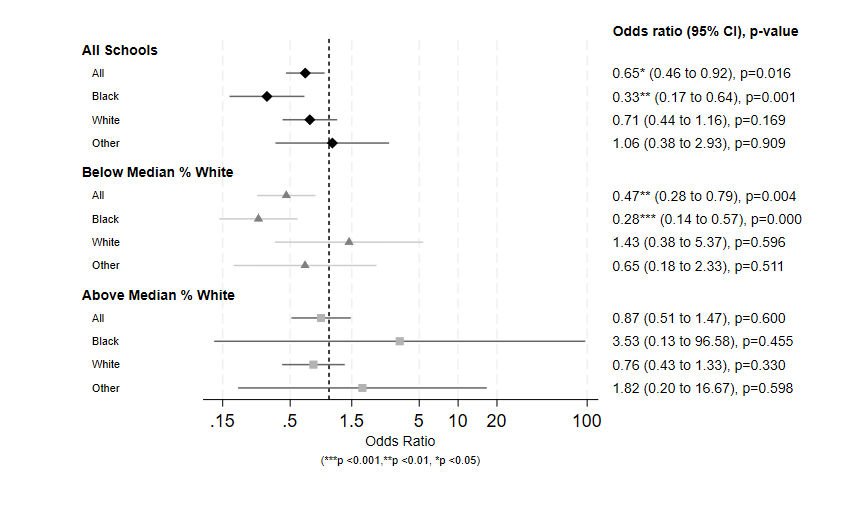 Odds ratio (95% CI), p-value
All Schools
All 0.65* (0.46 to 0.92), p=0.016
Black 0.33** (0.17 to 0.64), p=0.001
White 0.71 (0.44 to 1.16), p=0.169
Other 1.06 (0.38 to 2.93), p=0.909
Below Median % White
All 0.47** (0.28 to 0.79), p=0.004
Black 0.28*** (0.14 to 0.57), p=0.000
White 1.43 (0.38 to 5.37), p=0.596
Other 0.65 (0.18 to 2.33), p=0.511
Above Median % White
All 0.87 (0.51 to 1.47), p=0.600
Black 3.53 (0.13 to 96.58), p=0.455
White 0.76 (0.43 to 1.33), p=0.330
Other 1.82 (0.20 to 16.67), p=0.598
.15 .5 1.5 5 10 20 100
Odds Ratio
(***p <0.001,**p <0.01, *p <0.05)